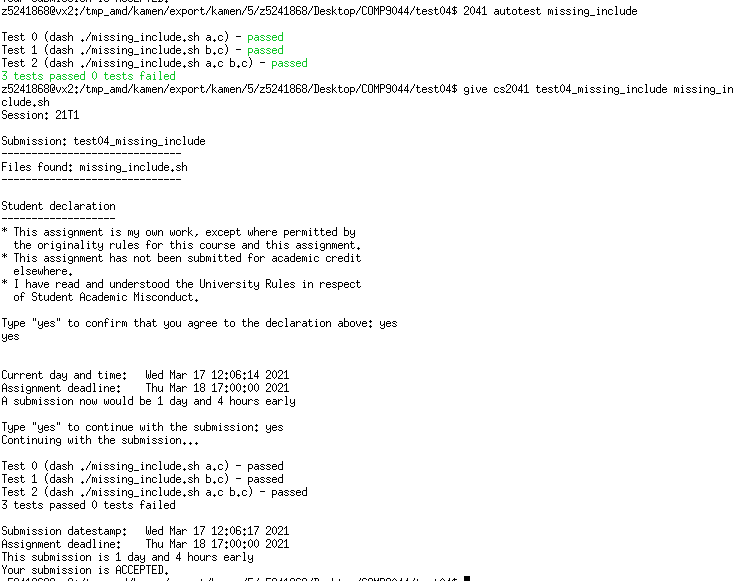 z5241868@vx2:/tmp_amd/kamen/export/kamen/5/z5241868/Desktop/COMP9044/test04$ 2041 autotest missing_include
Test 0 (dash ./missing_include.sh a.c) - passed
Test 1 (dash ./missing_include.sh b.c) - passed
Test 2 (dash ./missing_include.sh a.c b.c) - passed
3 tests passed 0 tests failed
z5241868@vx2:/tmp_amd/kamen/export/kamen/5/z5241868/Desktop/COMP9044/test04$ give cs2041 test04_missing_include missing_in
clude.sh
Session: 21T1
Submission: test04_missing_include
------------------------------
Files found: missing_include.sh
------------------------------
Student declaration
-------------------
* This assignment is my own work, except where permitted by
the originality rules for this course and this assignment.
* This assignment has not been submitted for academic credit
elsewhere.
* I have read and understood the University Rules in respect
of Student Academic Misconduct.
Type "yes" to confirm that you agree to the declaration above: yes
yes
Current day and time: Wed Mar 17 12:06:14 2021
Assignment deadline: Thu Mar 18 17:00:00 2021
A submission now would be 1 day and 4 hours early
Type "yes" to continue with the submission: yes
Continuing with the submission...
Test 0 (dash ./missing_include.sh a.c) - passed
Test 1 (dash ./missing_include.sh b.c) - passed
Test 2 (dash ./missing_include.sh a.c b.c) - passed
3 tests passed 0 tests failed
Submission datestamp: Wed Mar 17 12:06:17 2021
Assignment deadline: Thu Mar 18 17:00:00 2021
This submission is 1 day and 4 hours early
Your submission is ACCEPTED.